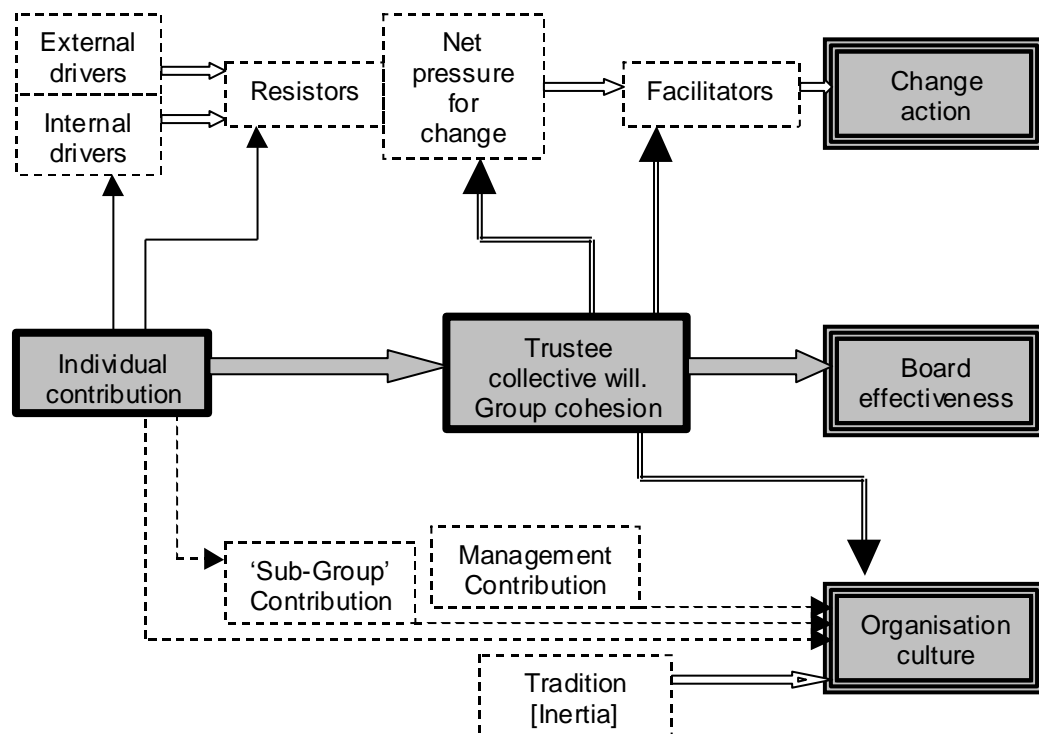 External
drivers
Internal
drivers
Resistors
Net
pressure
for
change
Facilitators
Change
action
Individual
contribution
Trustee
collective will.
Group cohesion
Board
effectiveness
‘Sub-Group’
Contribution
Management
Contribution
Organisation
culture
Tradition
[Inertia]